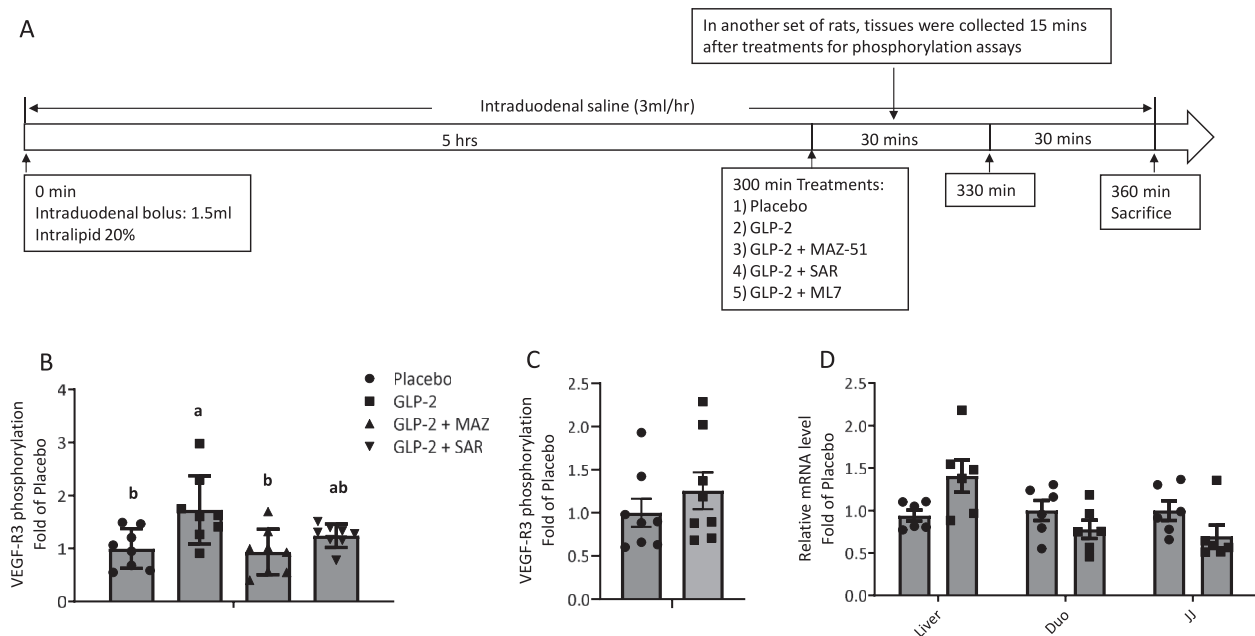 A
In another set of rats, tissues were collected 15 mins
after treatments for phosphorylation assays
Intraduodenal saline (3ml/hr)
5 hrs
30 mins
30 mins
0 min
Intraduodenal bolus: 1.5ml
Intralipid 20%
300 min Treatments:
1) Placebo
2) GLP-2
3) GLP-2 + MAZ-51
4) GLP-2 + SAR
5) GLP-2 + ML7
330 min
360 min
Sacrifice
B
VEGF-R3 phosphorylation
Fold of Placebo
4
3
2
1
0
b
a
b
ab
Placebo
GLP-2
GLP-2 + MAZ
GLP-2 + SAR
C
VEGF-R3 phosphorylation
Fold of Placebo
2.5
2.0
1.5
1.0
0.5
0.0
D
Relative mRNA level
Fold of Placebo
2.5
2.0
1.5
1.0
0.5
0.0
Liver
Duo
JJ